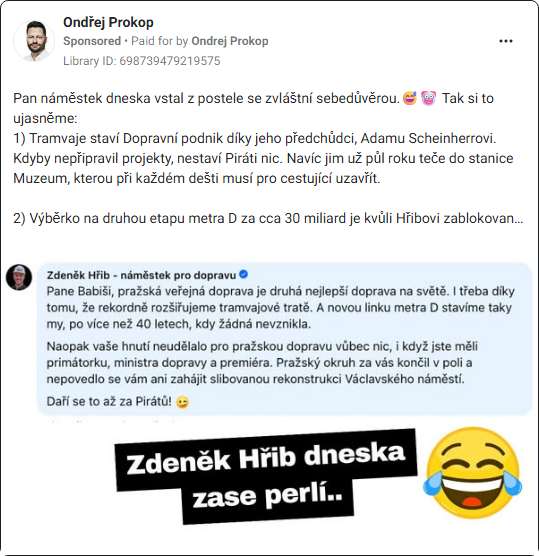 Ondřej Prokop
Sponsored • Paid for by Ondrej Prokop
Library ID: 698739479219575
Pan náměstek dneska vstal z postele se zvláštní sebedůvěrou.😅🤡 Tak si to
ujasněme:
1) Tramvaje staví Dopravní podnik díky jeho předchůdci, Adamu Scheinherrovi.
Kdyby nepřipravil projekty, nestaví Piráti nic. Navíc jim už půl roku teče do stanice
Muzeum, kterou při každém dešti musí pro cestující uzavřít.
2) Výběrko na druhou etapu metra D za cca 30 miliard je kvůli Hřibovi zablokovan...
Zdeněk Hřib - náměstek pro dopravu
Pane Babiši, pražská veřejná doprava je druhá nejlepší doprava na světě. I třeba díky
tomu, že rekordně rozšiřujeme tramvajové tratě. A novou linku metra D stavíme taky
my, po více než 40 letech, kdy žádná nevznikla.
Naopak vaše hnutí neudělalo pro pražskou dopravu vůbec nic, i když jste měli
primátorku, ministra dopravy a premiéra. Pražský okruh za vás končil v poli a
nepovedlo se vám ani zahájit slibovanou rekonstrukci Václavského náměstí.
Daří se to až za Pirátů! 😉
Zdeněk Hřib dneska
zase perlí..